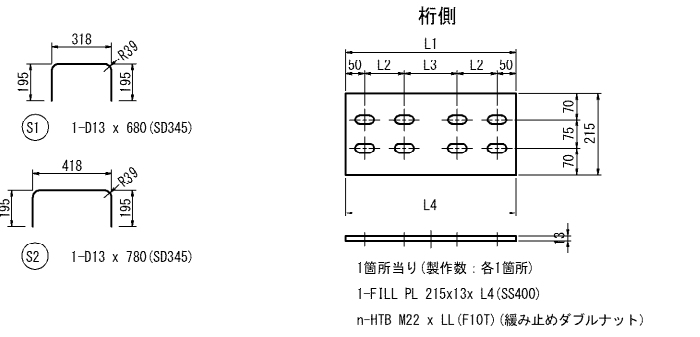 桁側
318
R39
195
195
S1 1-D13 x 680(SD345)
418
R39
195
195
S2 1-D13 x 780(SD345)
L1
50 L2 L3 L2 50
70
75
70
215
L4
13
1箇所当り(製作数：各1箇所)
1-FILL PL 215x13x L4(SS400)
n-HTB M22 x LL(F10T)(緩み止めダブルナット)